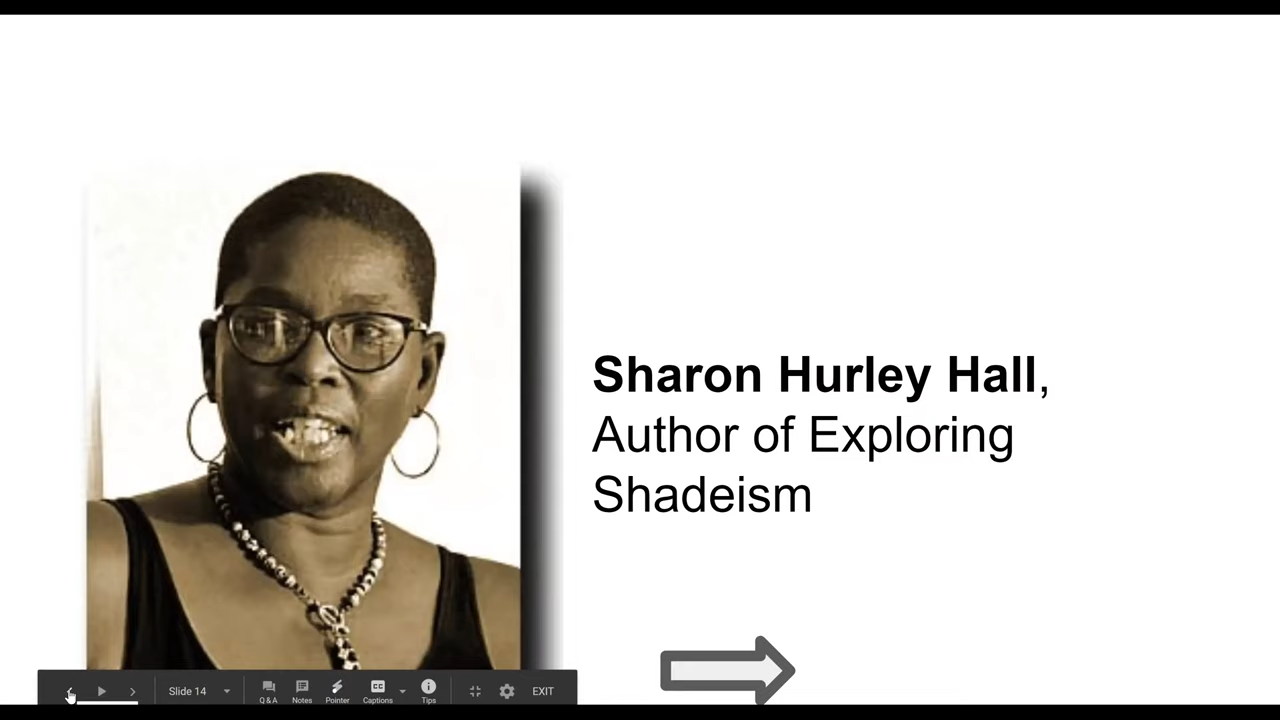 Sharon Hurley Hall,
Author of Exploring
Shadeism
Slide 14
Q & A
Notes
Pointer
Captions
Tips
EXIT